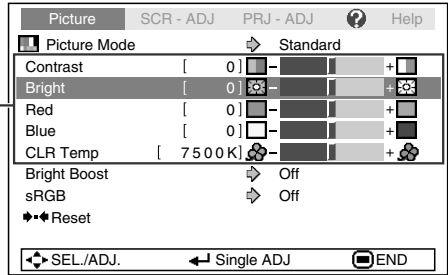 Picture SCR - ADJ PRJ - ADJ ? Help
Picture Mode Standard
Contrast [ 0] - +
Bright [ 0] - +
Red [ 0] - +
Blue [ 0] - +
CLR Temp [ 7500K] - +
Bright Boost Off
sRGB Off
Reset
SEL./ADJ. Single ADJ END